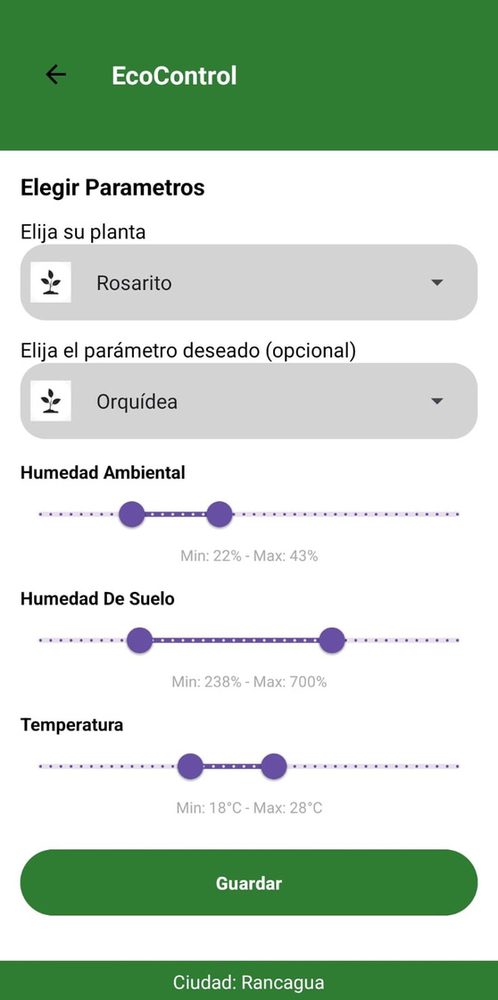 EcoControl
Elegir Parametros
Elija su planta
Rosarito
Elija el parámetro deseado (opcional)
Orquídea
Humedad Ambiental
Min: 22% - Max: 43%
Humedad De Suelo
Min: 238% - Max: 700%
Temperatura
Min: 18°C - Max: 28°C
Guardar
Ciudad: Rancagua